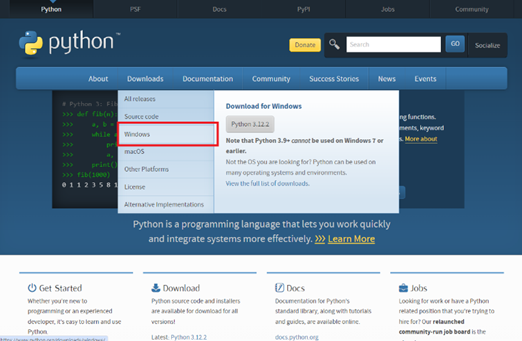 Python
PSF
Docs
PyPI
Jobs
Community
python™
Donate
Search
GO
Socialize
About
Downloads
Documentation
Community
Success Stories
News
Events
# Python 3: Fib
>>> def fib(n):
>>> a, b =
>>> while a
>>> print()
>>> fib(1000)
0 1 1 2 3 5 8 1
All releases
Source code
Windows
macOS
Other Platforms
License
Alternative Implementations
Download for Windows
Python 3.12.2
Note that Python 3.9+ cannot be used on Windows 7 or
earlier.
Not the OS you are looking for? Python can be used on
many operating systems and environments.
View the full list of downloads.
ng functions.
ments, keyword
More about
Python is a programming language that lets you work quickly
and integrate systems more effectively. >>> Learn More
Get Started
Whether you're new to
programming or an experienced
developer, it's easy to learn and use
Python.
Download
Python source code and installers
are available for download for all
versions!
Latest: Python 3.12.2
Docs
Documentation for Python's
standard library, along with tutorials
and guides, are available online.
docs.python.org
Jobs
Looking for work or have a Python
related position that you're trying to
hire for? Our relaunched
community-run job board is the